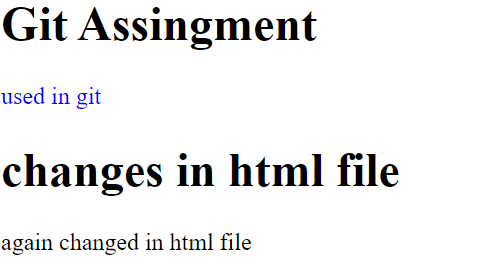 Git Assingment
used in git
changes in html file
again changed in html file